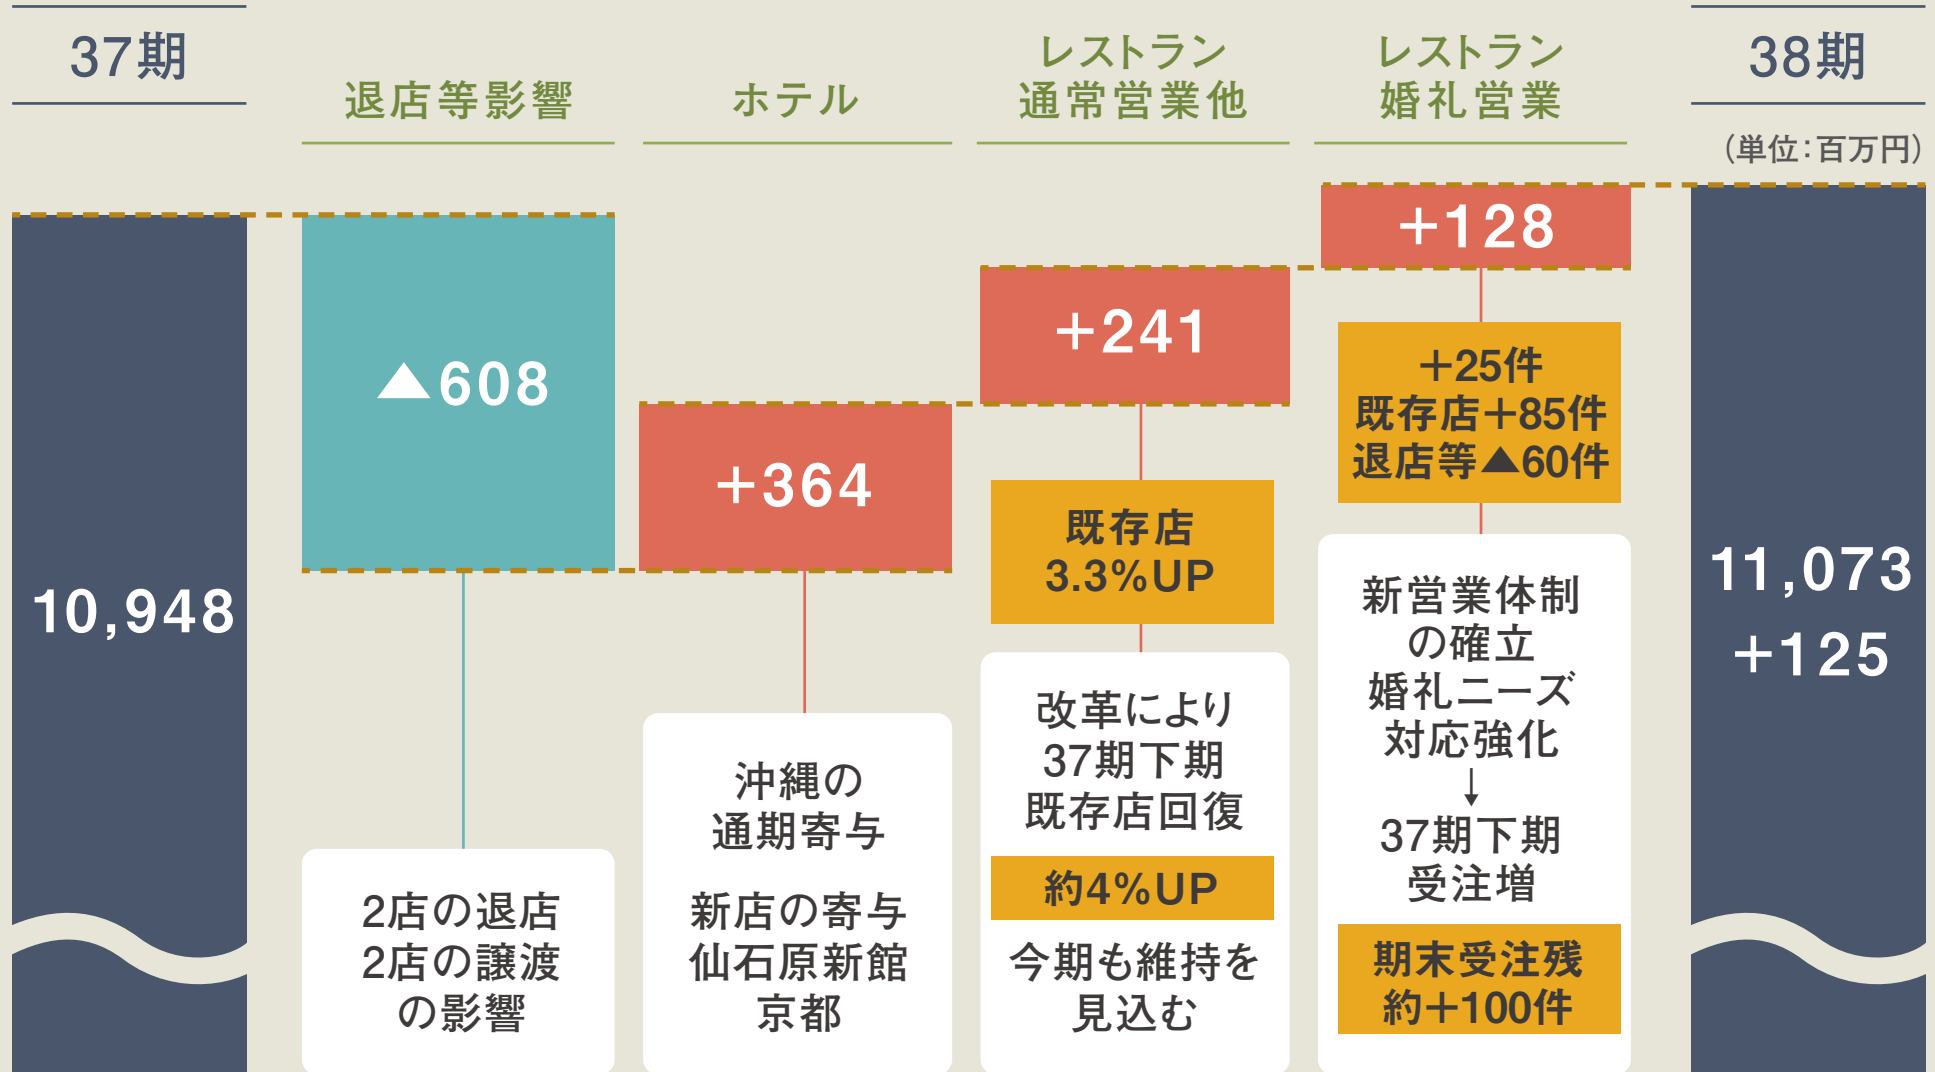 37期
10,948
退店等影響
▲608
2店の退店
2店の譲渡
の影響
ホテル
+364
沖縄の
通期寄与
新店の寄与
仙石原新館
京都
レストラン
通常営業他
+241
既存店
3.3%UP
改革により
37期下期
既存店回復
約4%UP
今期も維持を
見込む
レストラン
婚礼営業
+128
+25件
既存店+85件
退店等▲60件
新営業体制
の確立
婚礼ニーズ
対応強化
↓
37期下期
受注増
期末受注残
約+100件
38期
(単位:百万円)
11,073
+125